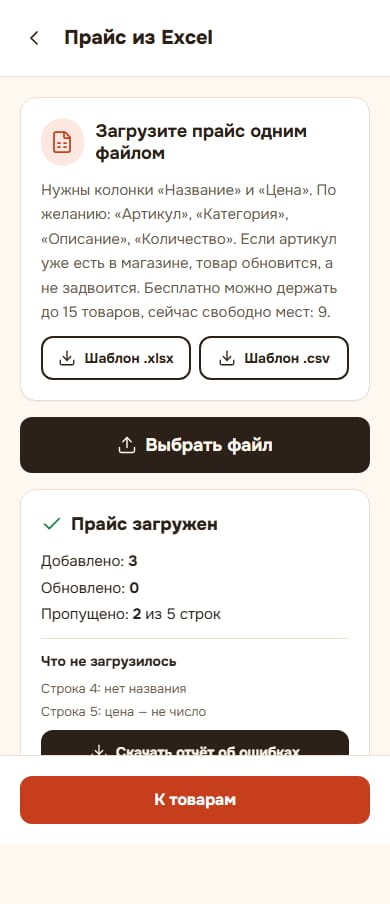 Прайс из Excel
Загрузите прайс одним
файлом
Нужны колонки «Название» и «Цена». По
желанию: «Артикул», «Категория»,
«Описание», «Количество». Если артикул
уже есть в магазине, товар обновится, а
не задвоится. Бесплатно можно держать
до 15 товаров, сейчас свободно мест: 9.
Шаблон .xlsx
Шаблон .csv
Выбрать файл
Прайс загружен
Добавлено: 3
Обновлено: 0
Пропущено: 2 из 5 строк
Что не загрузилось
Строка 4: нет названия
Строка 5: цена — не число
Скачать отчёт об ошибках
К товарам